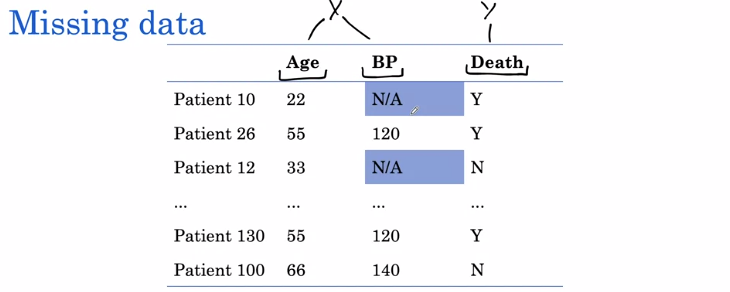 X Y
Missing data
Age BP Death
Patient 10 22 N/A Y
Patient 26 55 120 Y
Patient 12 33 N/A N
... ... ... ...
Patient 130 55 120 Y
Patient 100 66 140 N